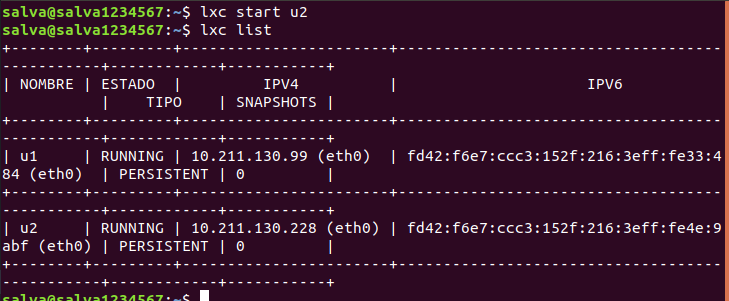 salva@salva1234567:~$ lxc start u2
salva@salva1234567:~$ lxc list
+--------+---------+-----------------------+------------------------------------
-----------+------------+-----------+
| NOMBRE | ESTADO  |         IPV4          |                       IPV6
           |    TIPO    | SNAPSHOTS |
+--------+---------+-----------------------+------------------------------------
-----------+------------+-----------+
| u1     | RUNNING | 10.211.130.99 (eth0)  | fd42:f6e7:ccc3:152f:216:3eff:fe33:4
84 (eth0)  | PERSISTENT | 0         |
+--------+---------+-----------------------+------------------------------------
-----------+------------+-----------+
| u2     | RUNNING | 10.211.130.228 (eth0) | fd42:f6e7:ccc3:152f:216:3eff:fe4e:9
abf (eth0) | PERSISTENT | 0         |
+--------+---------+-----------------------+------------------------------------
-----------+------------+-----------+
salva@salva1234567:~$